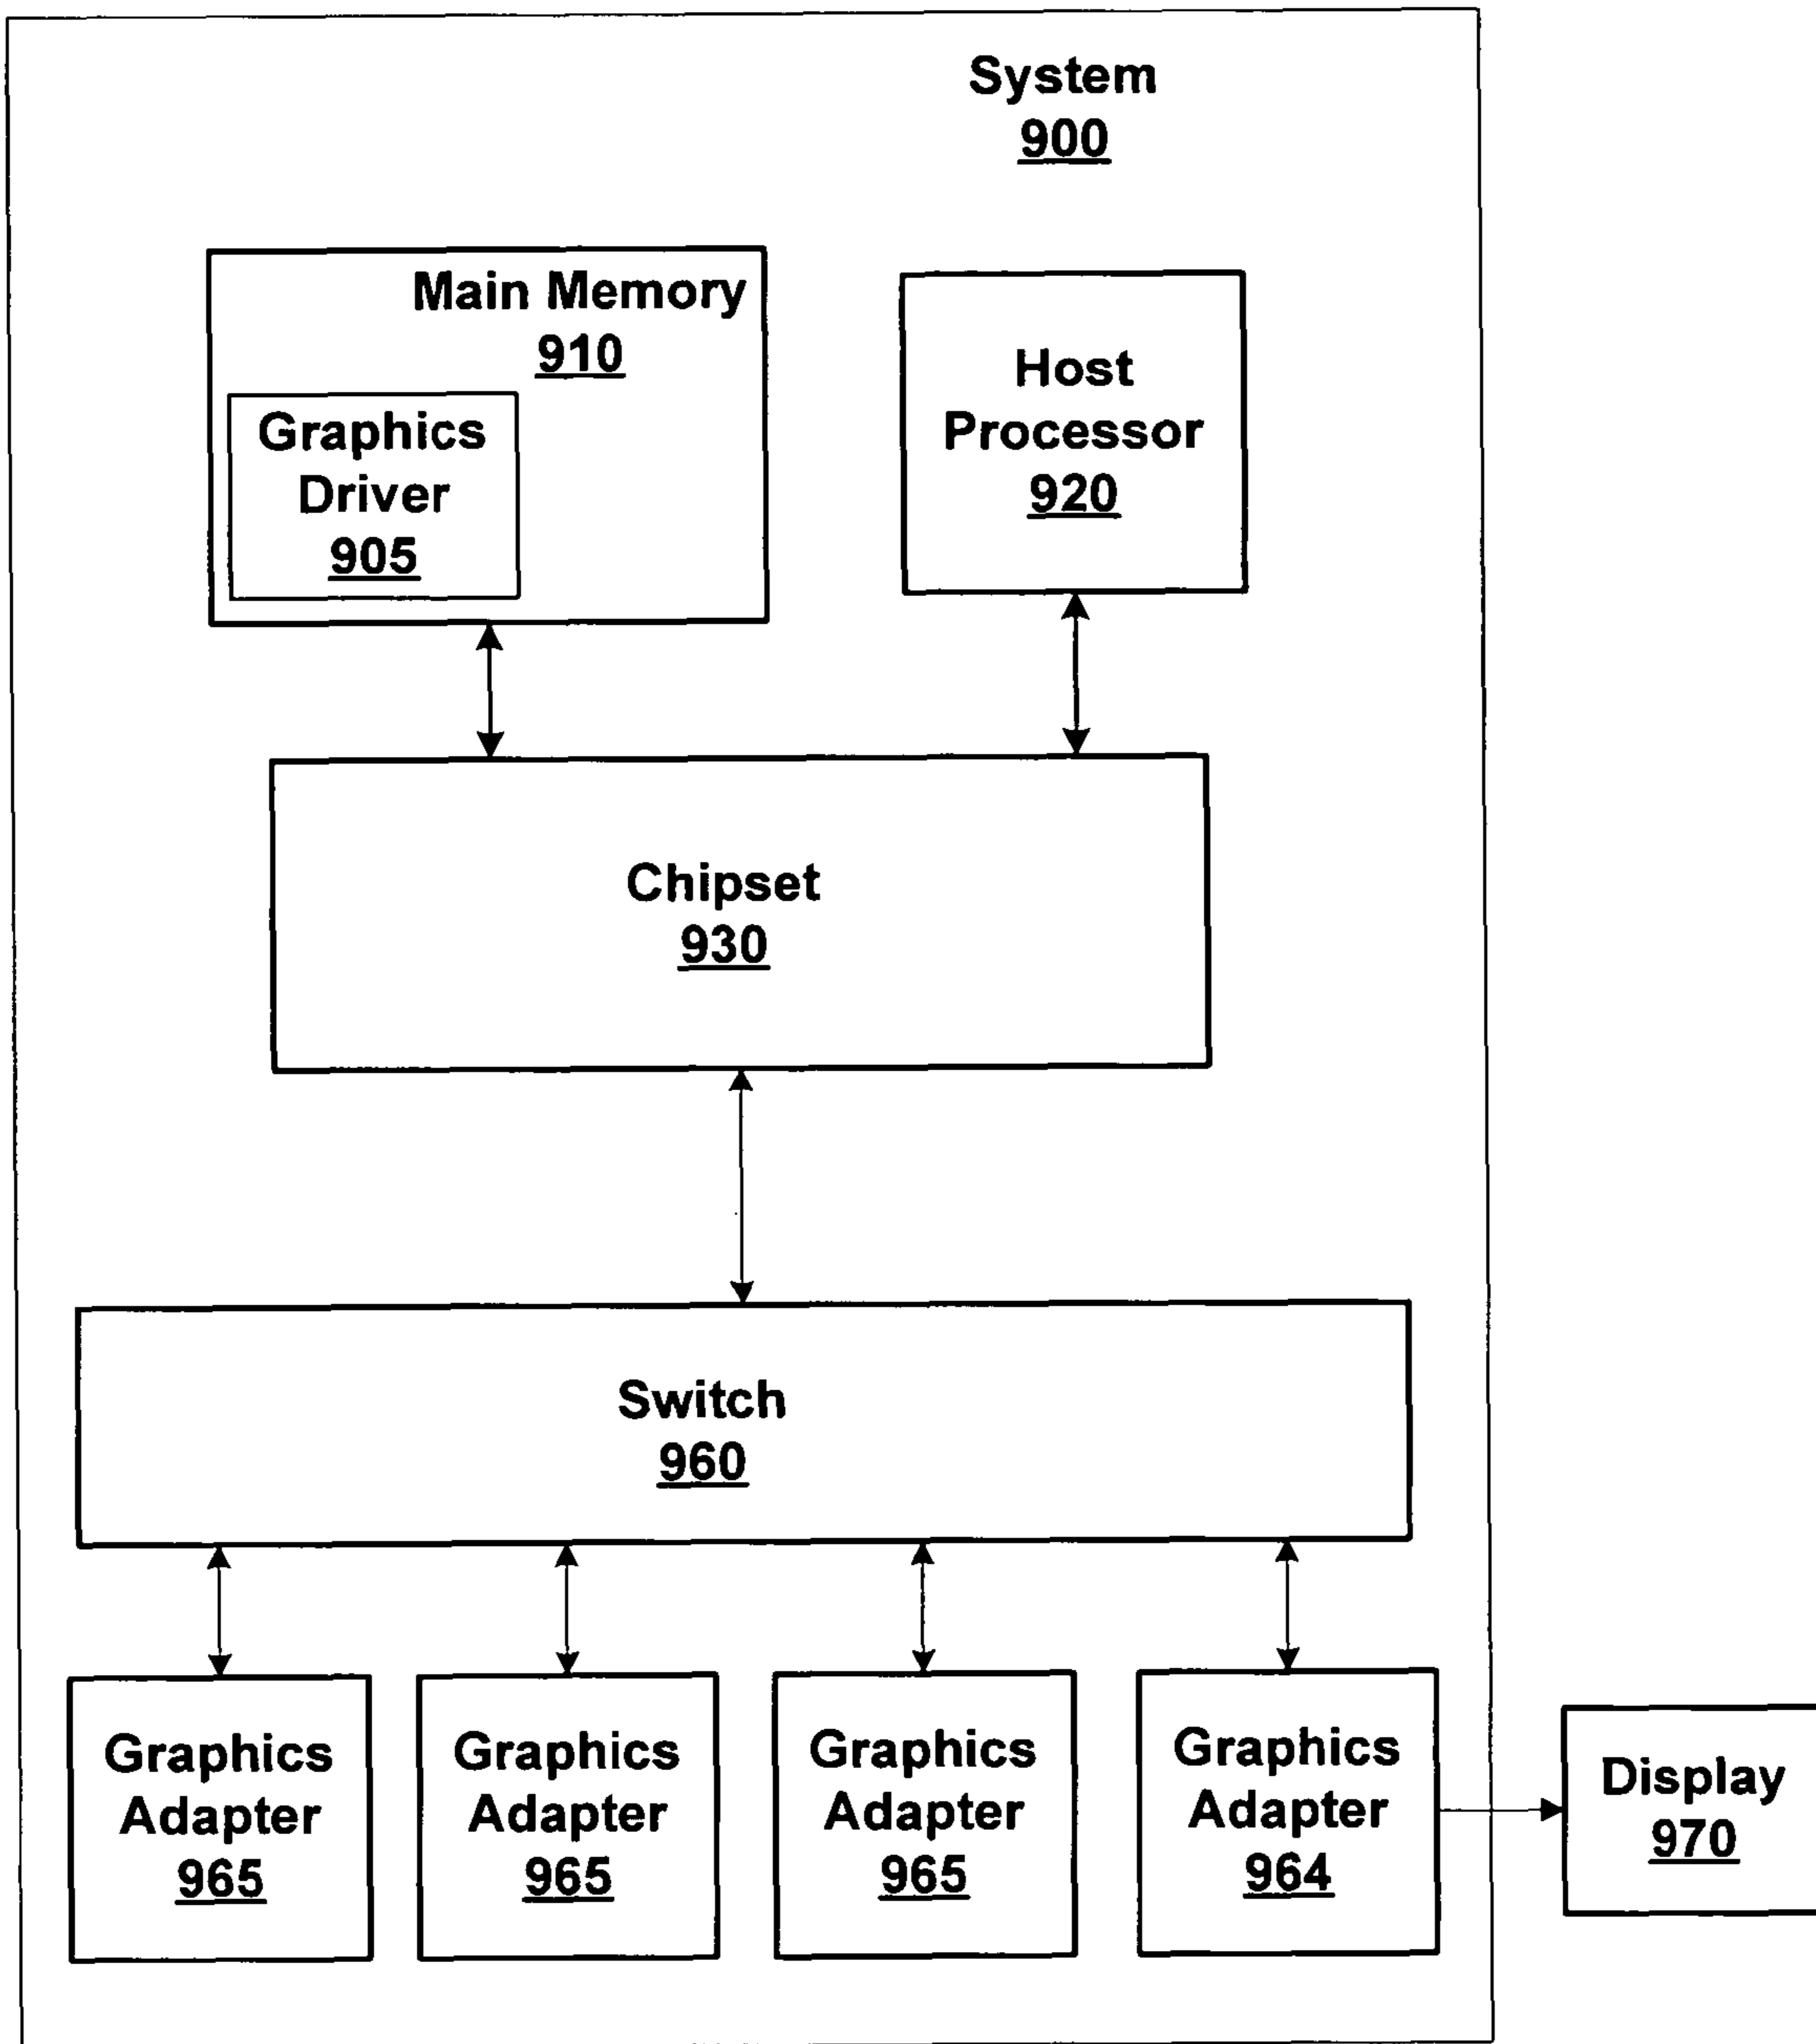 System
900
Main Memory
910
Graphics
Driver
905
Host
Processor
920
Chipset
930
Switch
960
Graphics
Adapter
965
Graphics
Adapter
965
Graphics
Adapter
965
Graphics
Adapter
964
Display
970